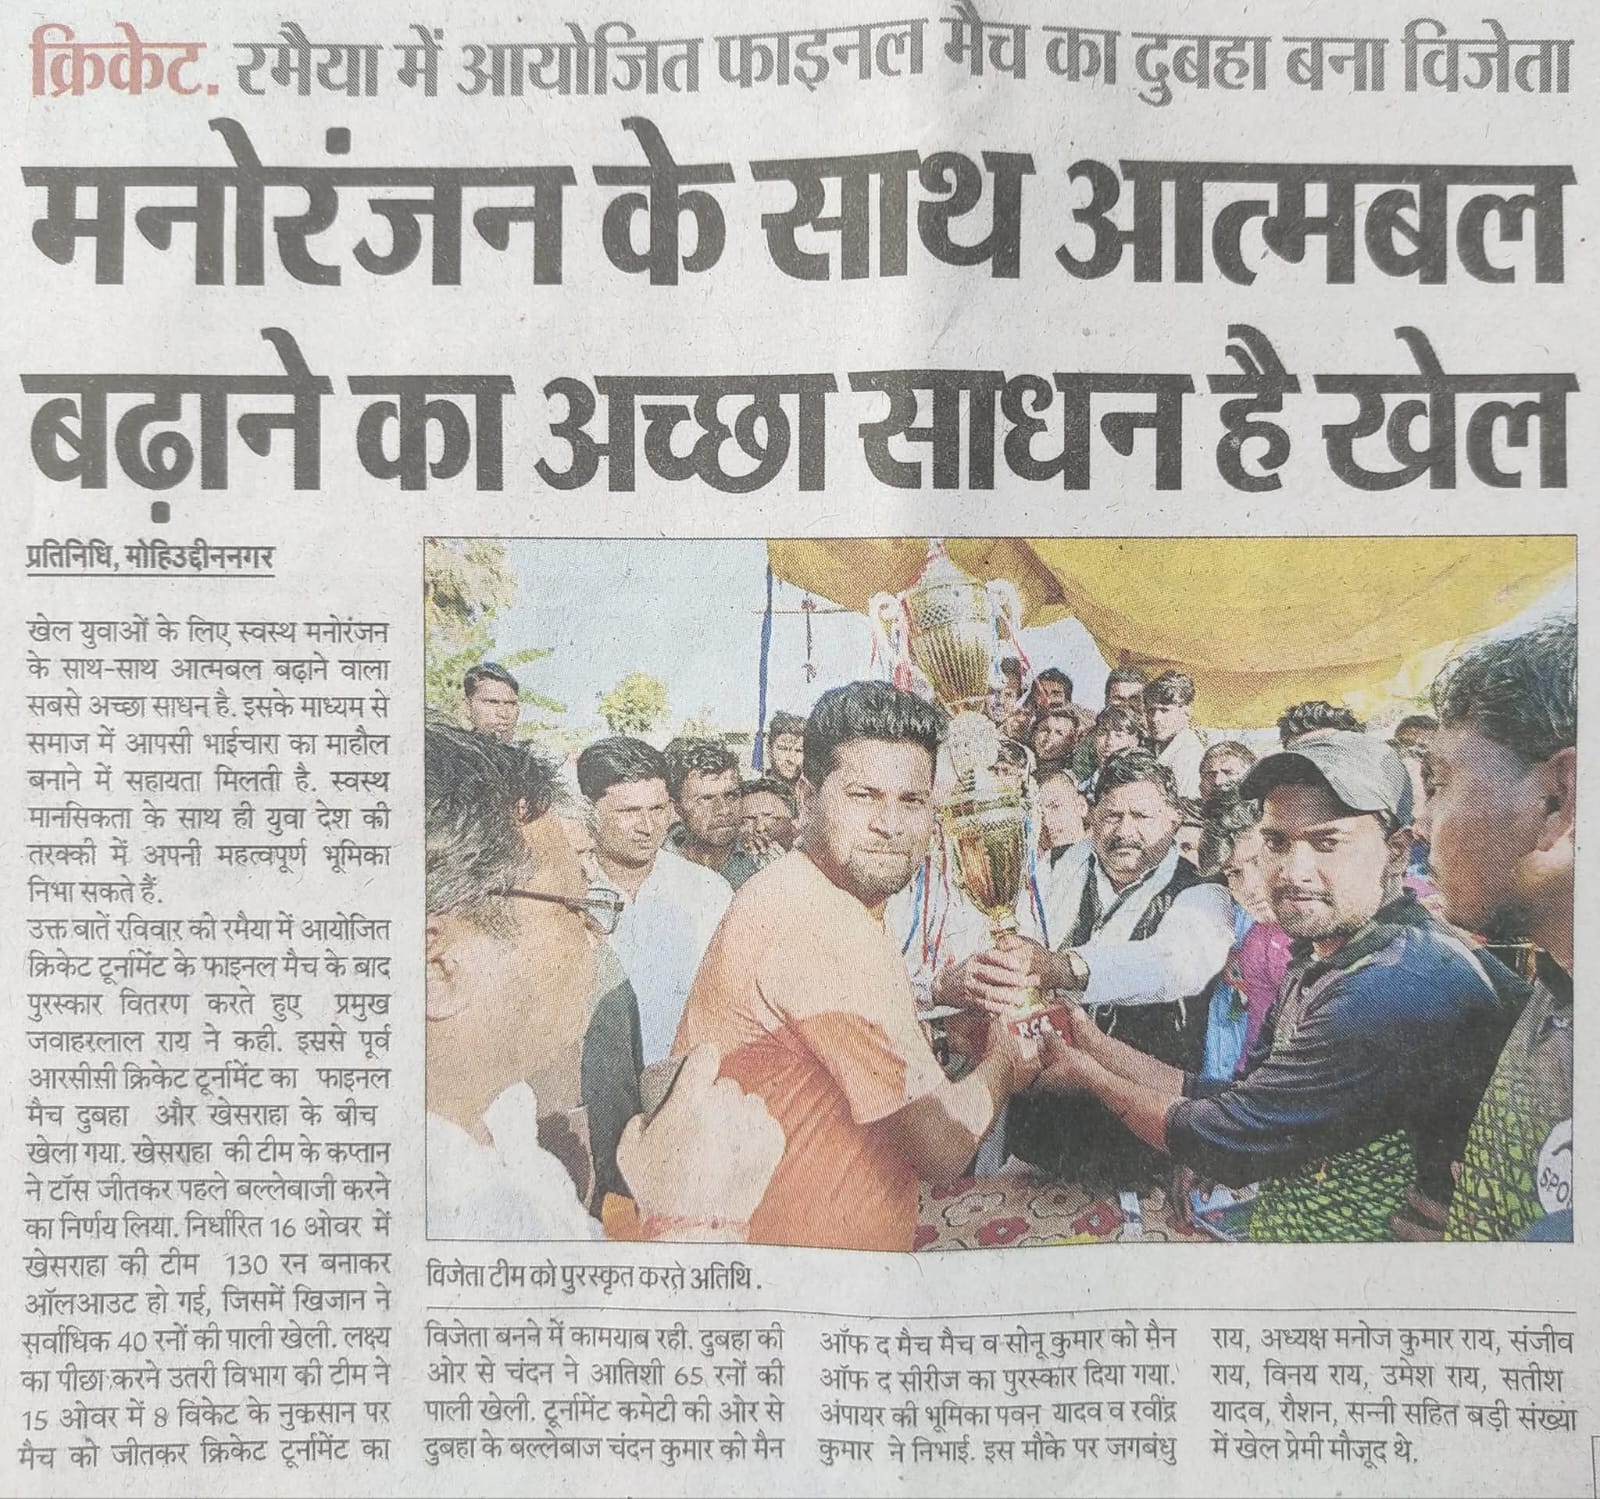 क्रिकेट. रमैया में आयोजित फाइनल मैच का दुबहा बना विजेता
मनोरंजन के साथ आत्मबल
बढ़ाने का अच्छा साधन है खेल
प्रतिनिधि, मोहिउद्दीननगर
खेल युवाओं के लिए स्वस्थ मनोरंजन
के साथ-साथ आत्मबल बढ़ाने वाला
सबसे अच्छा साधन है. इसके माध्यम से
समाज में आपसी भाईचारा का माहौल
बनाने में सहायता मिलती है. स्वस्थ
मानसिकता के साथ ही युवा देश की
तरक्की में अपनी महत्वपूर्ण भूमिका
निभा सकते हैं.
उक्त बातें रविवार को रमैया में आयोजित
क्रिकेट टूर्नामेंट के फाइनल मैच के बाद
पुरस्कार वितरण करते हुए प्रमुख
जवाहरलाल राय ने कही. इससे पूर्व
आरसीसी क्रिकेट टूर्नामेंट का फाइनल
मैच दुबहा और खेसराहा के बीच
खेला गया. खेसराहा की टीम के कप्तान
ने टॉस जीतकर पहले बल्लेबाजी करने
का निर्णय लिया. निर्धारित 16 ओवर में
खेसराहा की टीम 130 रन बनाकर
ऑलआउट हो गई, जिसमें खिजान ने
सर्वाधिक 40 रनों की पाली खेली. लक्ष्य
का पीछा करने उतरी विभाग की टीम ने
15 ओवर में 8 विकेट के नुकसान पर
मैच को जीतकर क्रिकेट टूर्नामेंट का
R.C.C.
SPO
विजेता टीम को पुरस्कृत करते अतिथि.
विजेता बनने में कामयाब रही. दुबहा की
ओर से चंदन ने आतिशी 65 रनों की
पाली खेली. टूर्नामेंट कमेटी की ओर से
दुबहा के बल्लेबाज चंदन कुमार को मैन
ऑफ द मैच मैच व सोनू कुमार को मैन
ऑफ द सीरीज का पुरस्कार दिया गया.
अंपायर की भूमिका पवन यादव व रवींद्र
कुमार ने निभाई. इस मौके पर जगबंधु
राय, अध्यक्ष मनोज कुमार राय, संजीव
राय, विनय राय, उमेश राय, सतीश
यादव, रौशन, सन्नी सहित बड़ी संख्या
में खेल प्रेमी मौजूद थे.